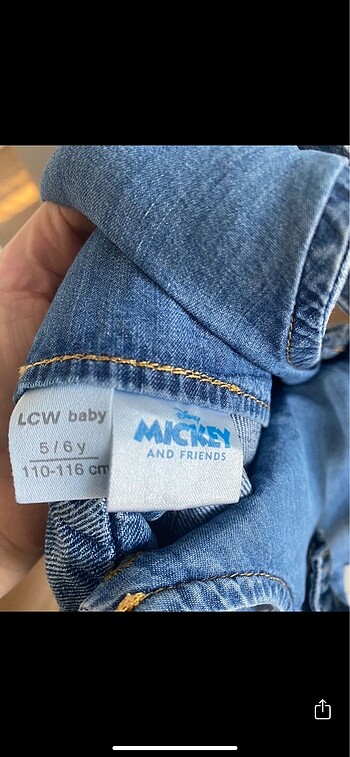 LCW baby
5/6 y
110-116 cm
Disney
MICKEY
AND FRIENDS